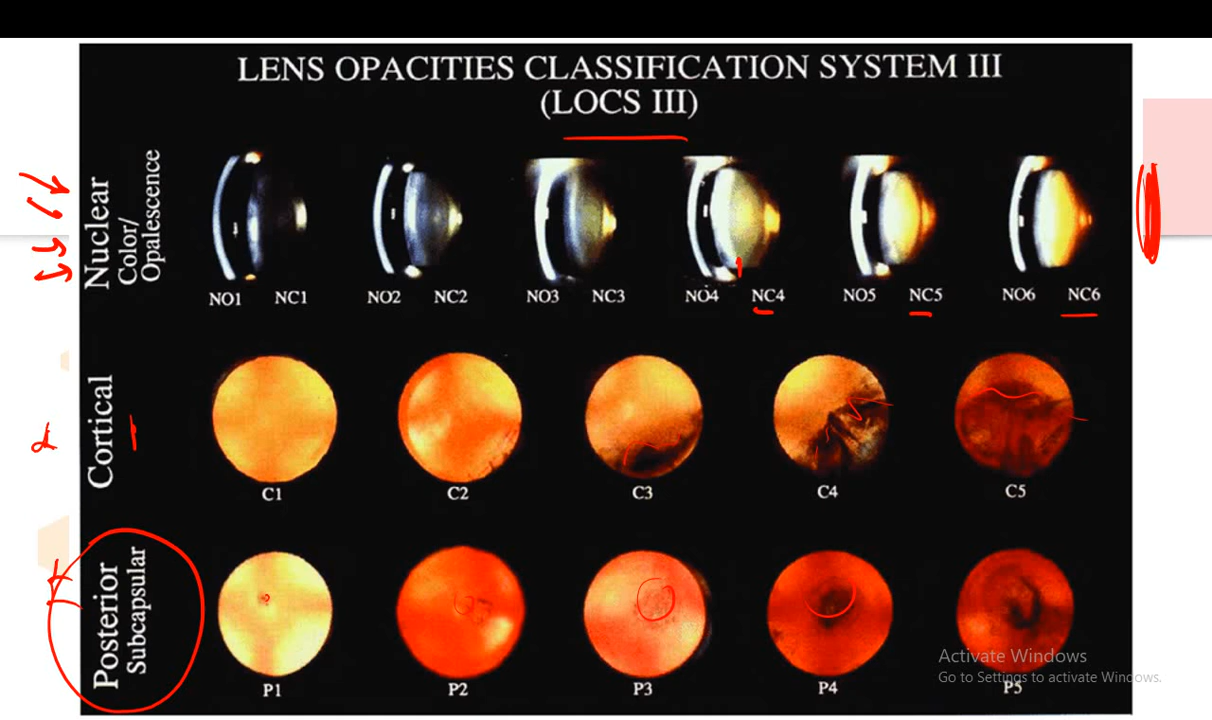 LENS OPACITIES CLASSIFICATION SYSTEM III
(LOCS III)
Nuclear
Color/
Opalescence
NO1 NC1 NO2 NC2 NO3 NC3 NO4 NC4 NO5 NC5 NO6 NC6
Cortical
C1 C2 C3 C4 C5
Posterior
Subcapsular
P1 P2 P3 P4 P5
Activate Windows
Go to Settings to activate Windows.